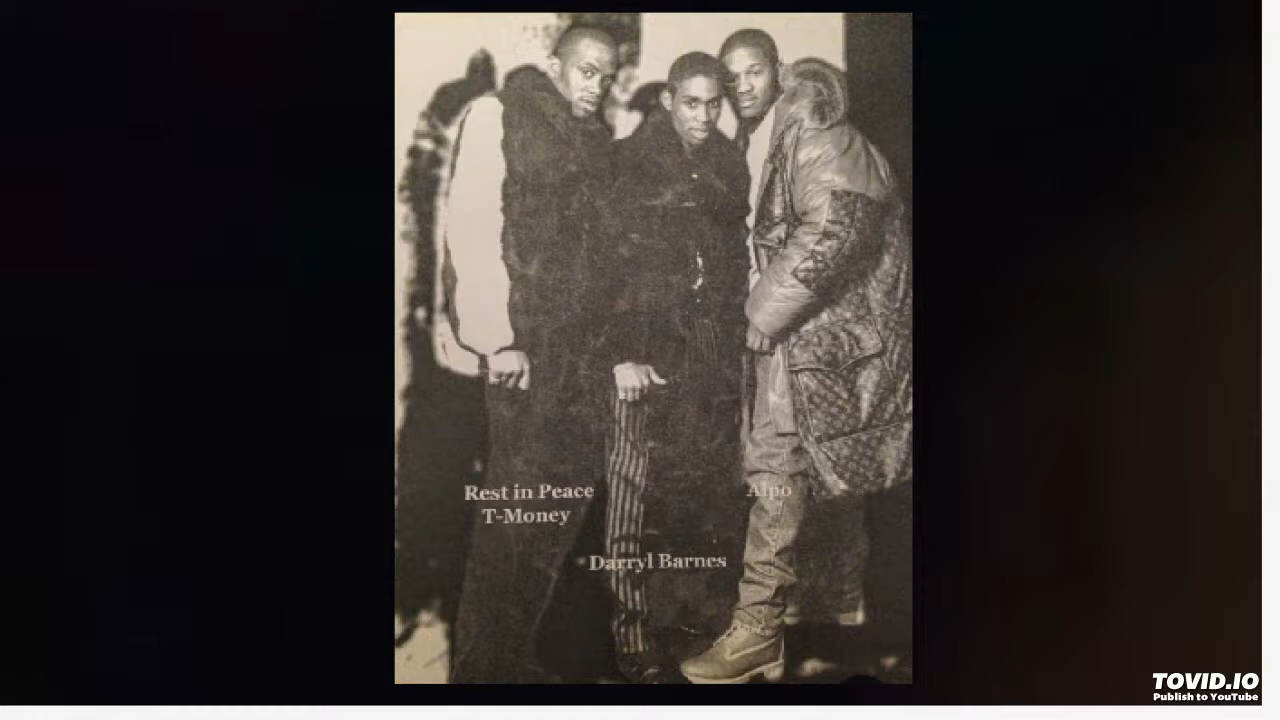 Rest in Peace
T-Money
Alpo
Darryl Barnes
TOVID.IO
Publish to YouTube